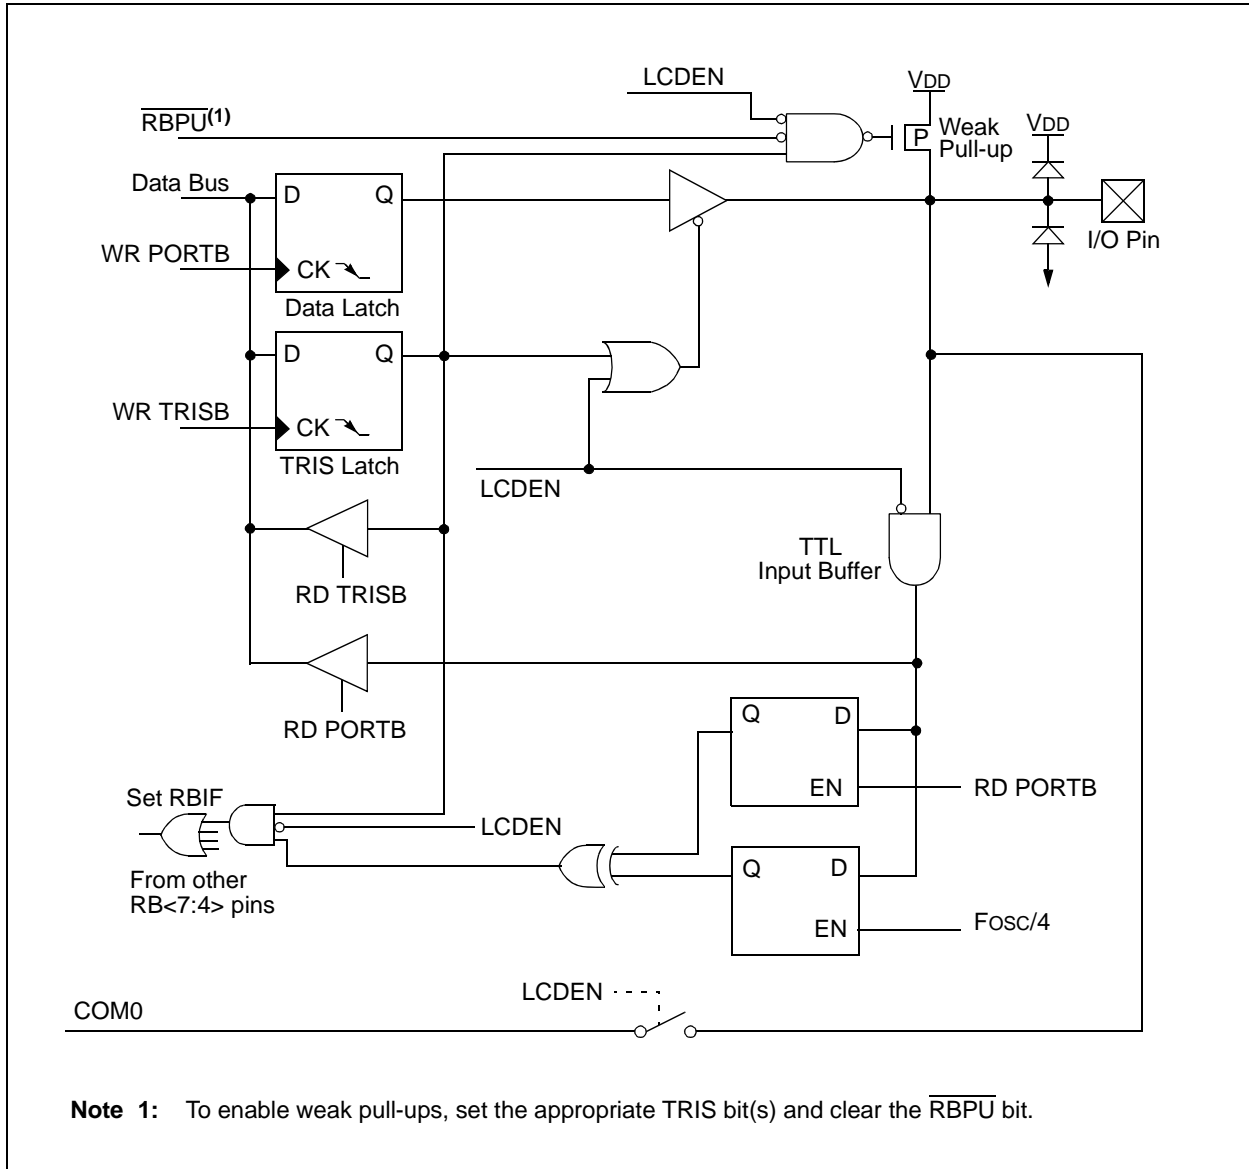 LCDEN
VDD
RBPU(1)
P
Weak
Pull-up
VDD
Data Bus
D
Q
I/O Pin
WR PORTB
CK
Data Latch
D
Q
WR TRISB
CK
TRIS Latch
LCDEN
TTL
Input Buffer
RD TRISB
RD PORTB
Q
D
EN
RD PORTB
Set RBIF
LCDEN
From other
RB<7:4> pins
Q
D
EN
FOSC/4
LCDEN
COM0
Note 1: To enable weak pull-ups, set the appropriate TRIS bit(s) and clear the RBPU bit.